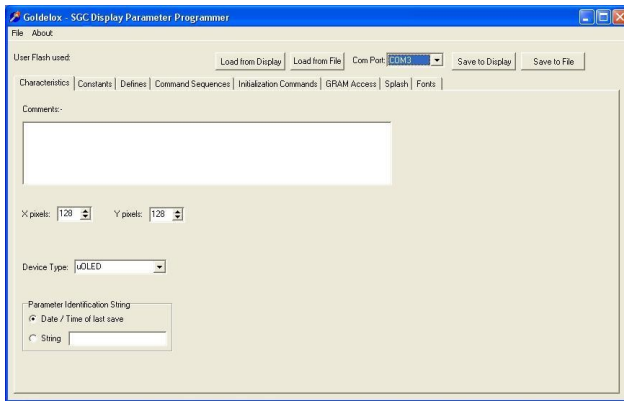 Goldelox - SGC Display Parameter Programmer
File About
User Flash used: Load from Display Load from File Com Port: COM3 Save to Display Save to File
Characteristics Constants Defines Command Sequences Initialization Commands GRAM Access Splash Fonts
Comments:-
X pixels: 128 Y pixels: 128
Device Type: uOLED
Parameter Identification String
Date / Time of last save
String